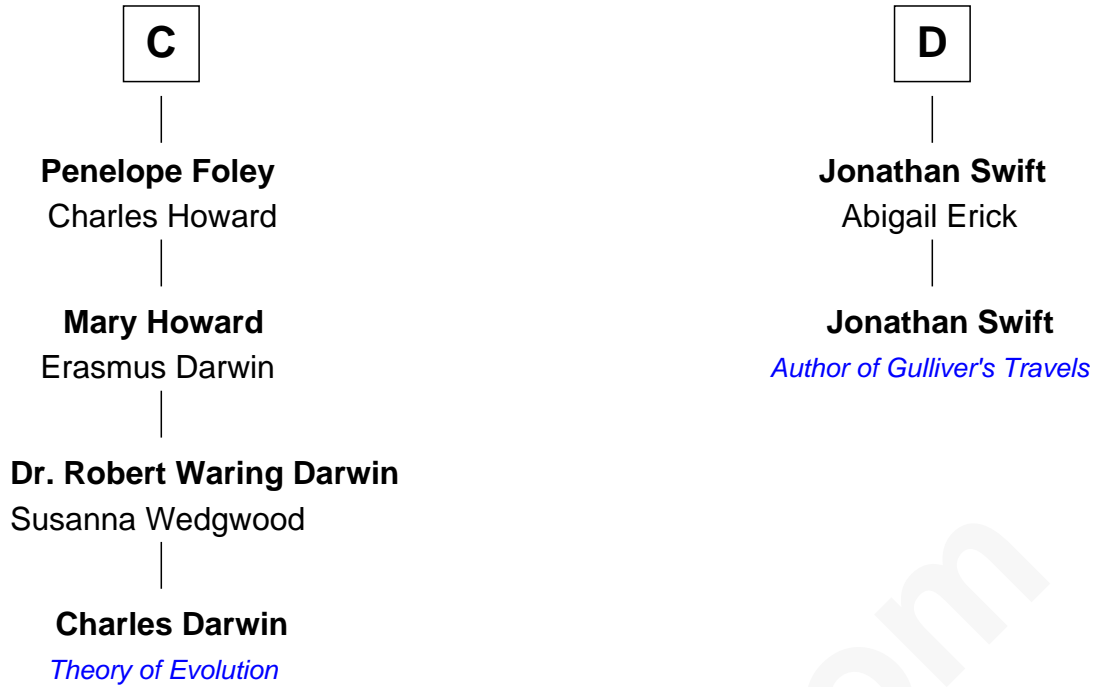 C
Penelope Foley
Charles Howard
Mary Howard
Erasmus Darwin
Dr. Robert Waring Darwin
Susanna Wedgwood
Charles Darwin
Theory of Evolution
D
Jonathan Swift
Abigail Erick
Jonathan Swift
Author of Gulliver's Travels
om